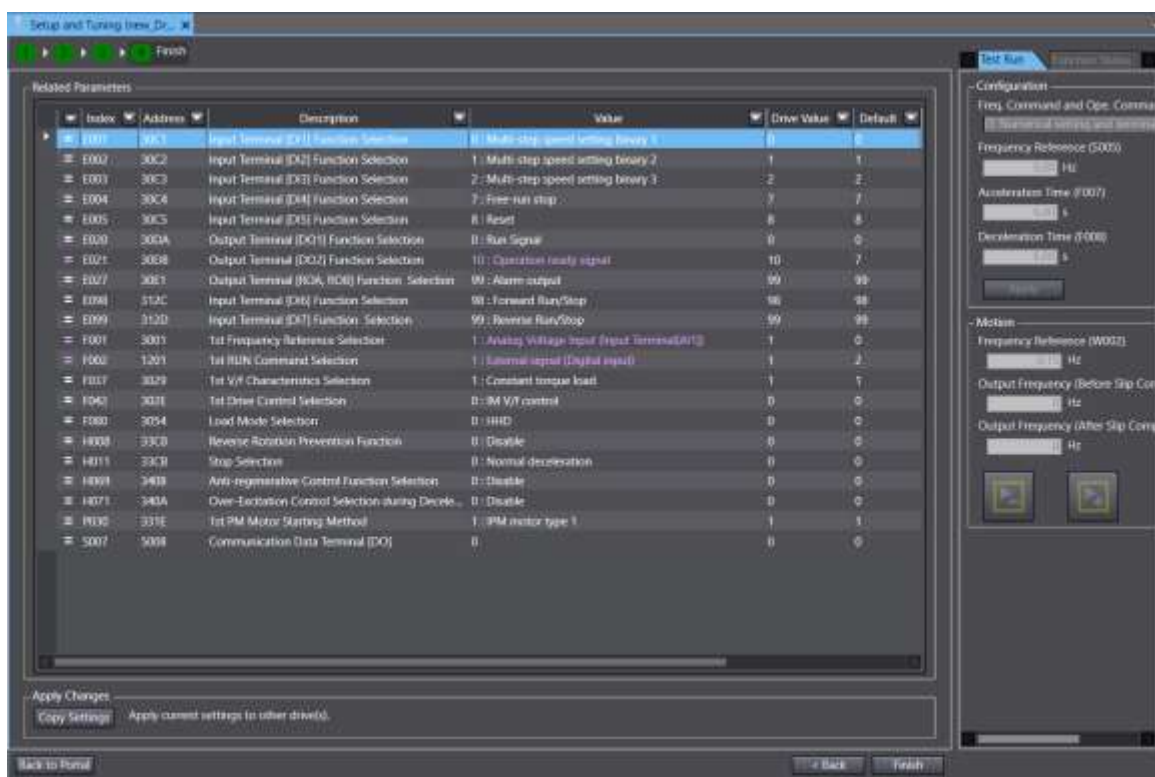 Setup and Tuning (new_Dr...
Finish
Related Parameters
Index Address Description Value Drive Value Default
E001 30C1 Input Terminal [DI1] Function Selection 0 : Multi-step speed setting binary 1 0 0
E002 30C2 Input Terminal [DI2] Function Selection 1 : Multi-step speed setting binary 2 1 1
E003 30C3 Input Terminal [DI3] Function Selection 2 : Multi-step speed setting binary 3 2 2
E004 30C4 Input Terminal [DI4] Function Selection 7 : Free-run stop 7 7
E005 30C5 Input Terminal [DI5] Function Selection 8 : Reset 8 8
E020 30DA Output Terminal [DO1] Function Selection 0 : Run Signal 0 0
E021 30DB Output Terminal [DO2] Function Selection 10 : Operation ready signal 10 7
E027 30E1 Output Terminal [ROA, ROB] Function Selection 99 : Alarm output 99 99
E098 312C Input Terminal [DI6] Function Selection 98 : Forward Run/Stop 98 98
E099 312D Input Terminal [DI7] Function Selection 99 : Reverse Run/Stop 99 99
F001 3001 1st Frequency Reference Selection 1 : Analog Voltage Input (Input Terminal[AI1]) 1 0
F002 1201 1st RUN Command Selection 1 : External signal (Digital input) 1 2
F037 3029 1st V/f Characteristics Selection 1 : Constant torque load 1 1
F042 302E 1st Drive Control Selection 0 : IM V/f control 0 0
F080 3054 Load Mode Selection 0 : HHD 0 0
H008 33C8 Reverse Rotation Prevention Function 0 : Disable 0 0
H011 33CB Stop Selection 0 : Normal deceleration 0 0
H069 3408 Anti-regenerative Control Function Selection 0 : Disable 0 0
H071 340A Over-Excitation Control Selection during Decele... 0 : Disable 0 0
P030 331E 1st PM Motor Starting Method 1 : IPM motor type 1 1 1
S007 5008 Communication Data Terminal [DO] 0 0 0
Apply Changes
Copy Settings Apply current settings to other drive(s).
Back to Portal < Back Finish
Test Run
Configuration
Freq. Command and Ope. Comma
Frequency Reference (S005)
Hz
Acceleration Time (F007)
s
Deceleration Time (F008)
s
Apply
Motion
Frequency Reference (W002)
Hz
Output Frequency (Before Slip Com
0 Hz
Output Frequency (After Slip Comp
0 Hz